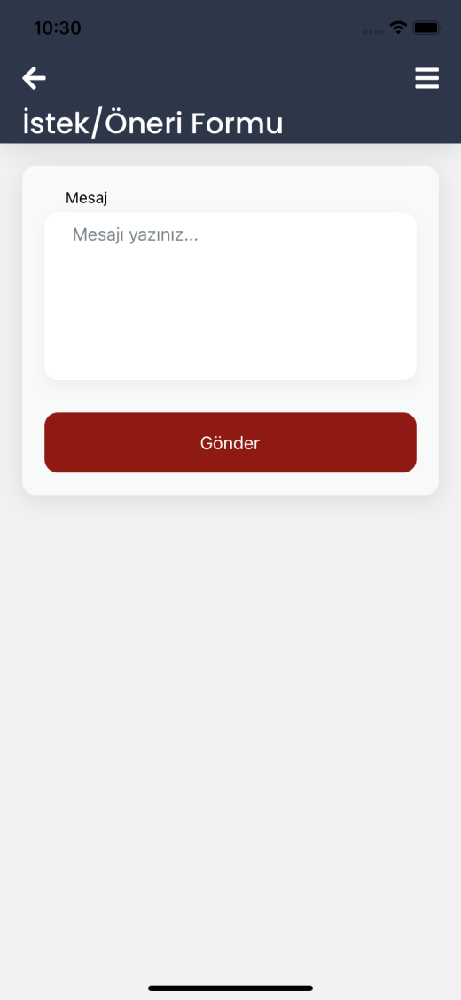 10:30
İstek/Öneri Formu
Mesaj
Mesajı yazınız...
Gönder